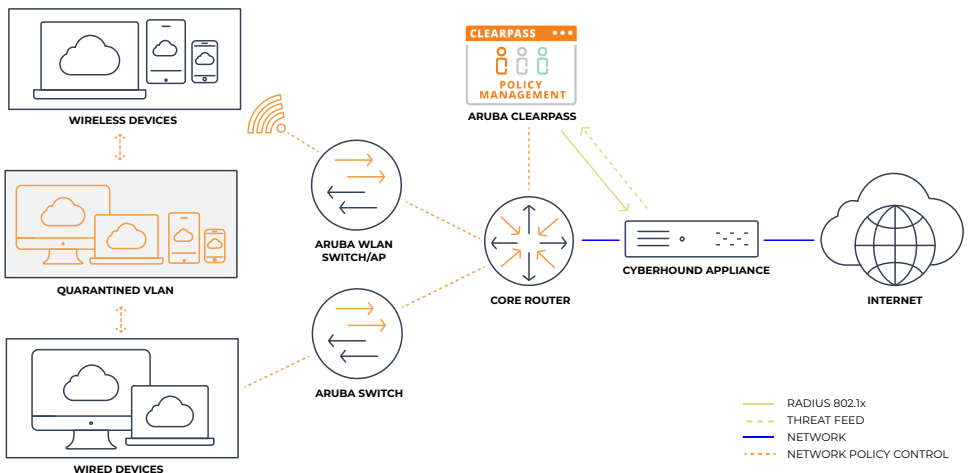 CLEARPASS
POLICY
MANAGEMENT
ARUBA CLEARPASS
WIRELESS DEVICES
QUARANTINED VLAN
WIRED DEVICES
ARUBA WLAN
SWITCH/AP
ARUBA SWITCH
CORE ROUTER
CYBERHOUND APPLIANCE
INTERNET
RADIUS 802.1x
THREAT FEED
NETWORK
NETWORK POLICY CONTROL